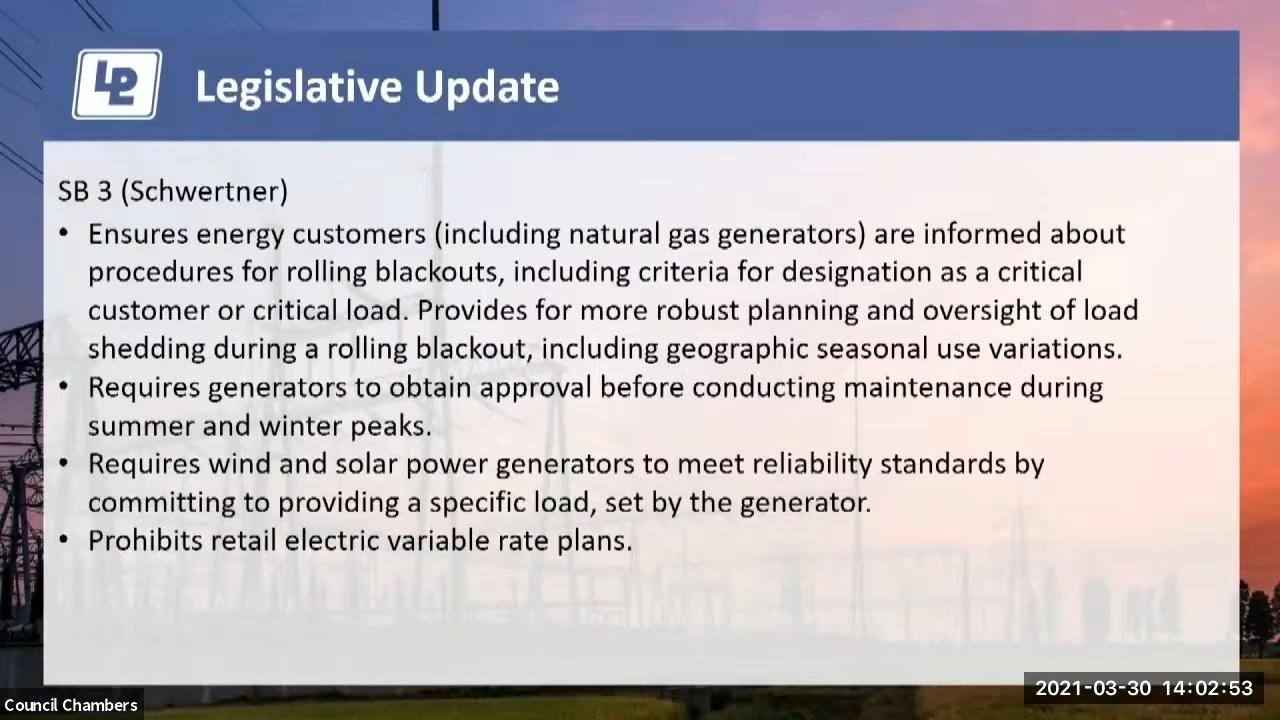 LPL
Legislative Update
SB 3 (Schwertner)
• Ensures energy customers (including natural gas generators) are informed about
procedures for rolling blackouts, including criteria for designation as a critical
customer or critical load. Provides for more robust planning and oversight of load
shedding during a rolling blackout, including geographic seasonal use variations.
• Requires generators to obtain approval before conducting maintenance during
summer and winter peaks.
• Requires wind and solar power generators to meet reliability standards by
committing to providing a specific load, set by the generator.
• Prohibits retail electric variable rate plans.
2021-03-30 14:02:53
Council Chambers